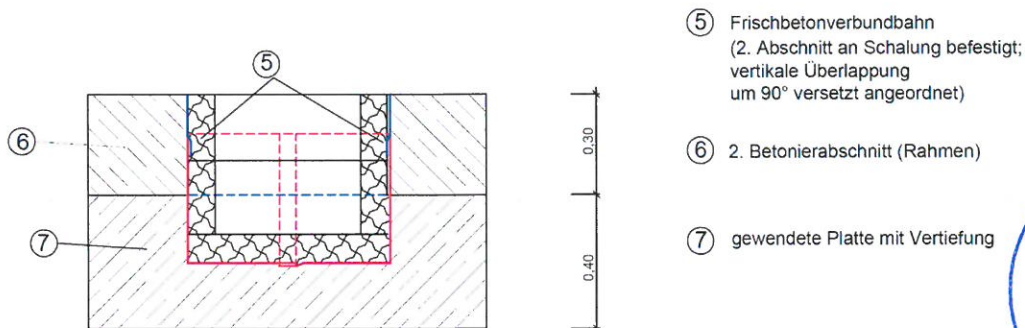 5
6
7
0,30
0,40
5 Frischbetonverbundbahn
(2. Abschnitt an Schalung befestigt;
vertikale Überlappung
um 90° versetzt angeordnet)
6 2. Betonierabschnitt (Rahmen)
7 gewendete Platte mit Vertiefung